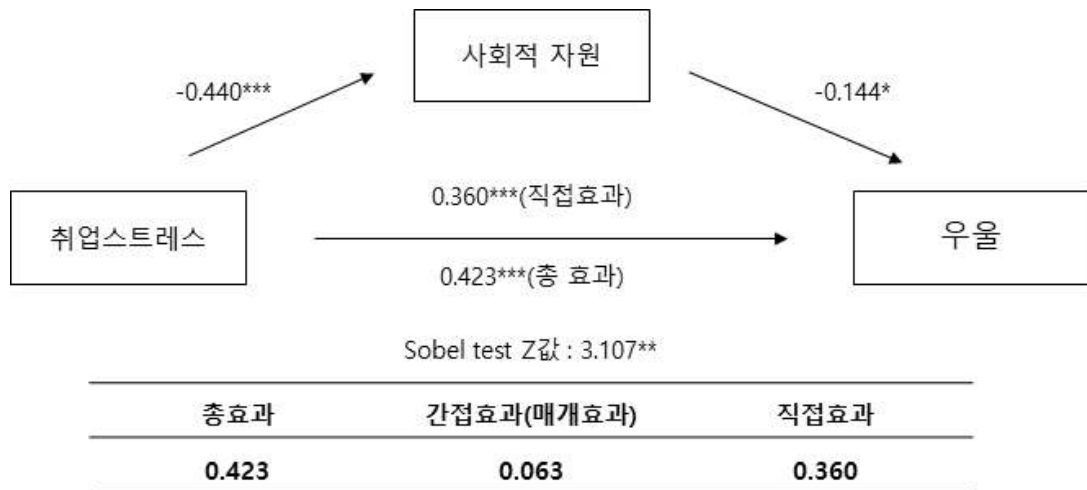 사회적 자원
-0.440***
-0.144*
0.360***(직접효과)
취업스트레스
우울
0.423***(총 효과)
Sobel test Z값 : 3.107**
총효과 간접효과(매개효과) 직접효과
0.423 0.063 0.360